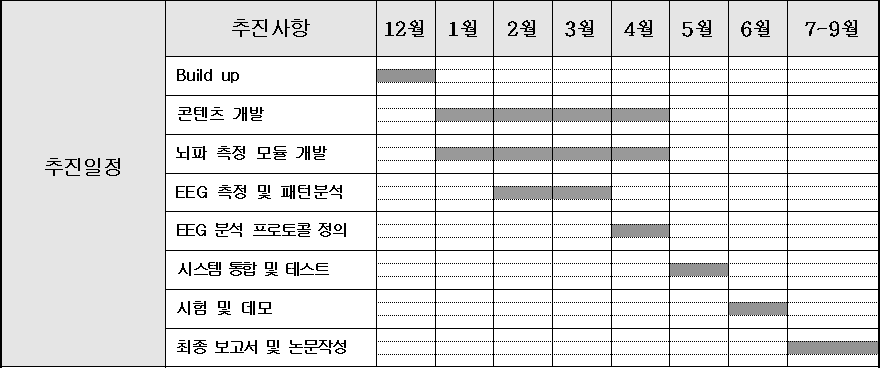 추진일정
추진사항 12월 1월 2월 3월 4월 5월 6월 7-9월
Build up
콘텐츠 개발
뇌파 측정 모듈 개발
EEG 측정 및 패턴분석
EEG 분석 프로토콜 정의
시스템 통합 및 테스트
시험 및 데모
최종 보고서 및 논문작성